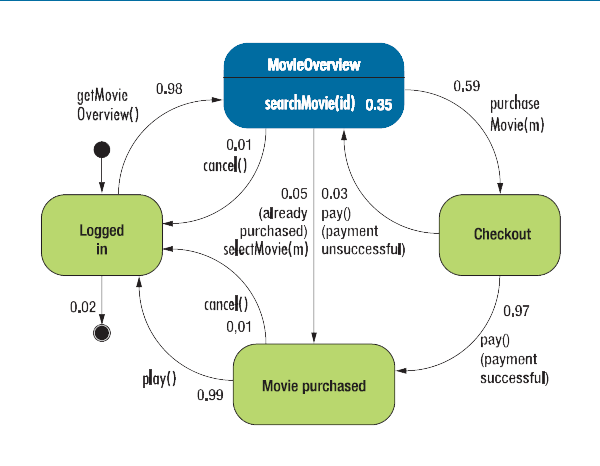 MovieOverview
searchMovie(id) 0.35
getMovie
Overview()
0.98
0,59
purchase
Movie(m)
0.01
cancel()
0.05
(already
purchased)
selectMovie(m)
0.03
pay()
(payment
unsuccessful)
Logged
in
Checkout
0.02
cancel()
0,01
0,97
pay()
(payment
successful)
play()
0.99
Movie purchased